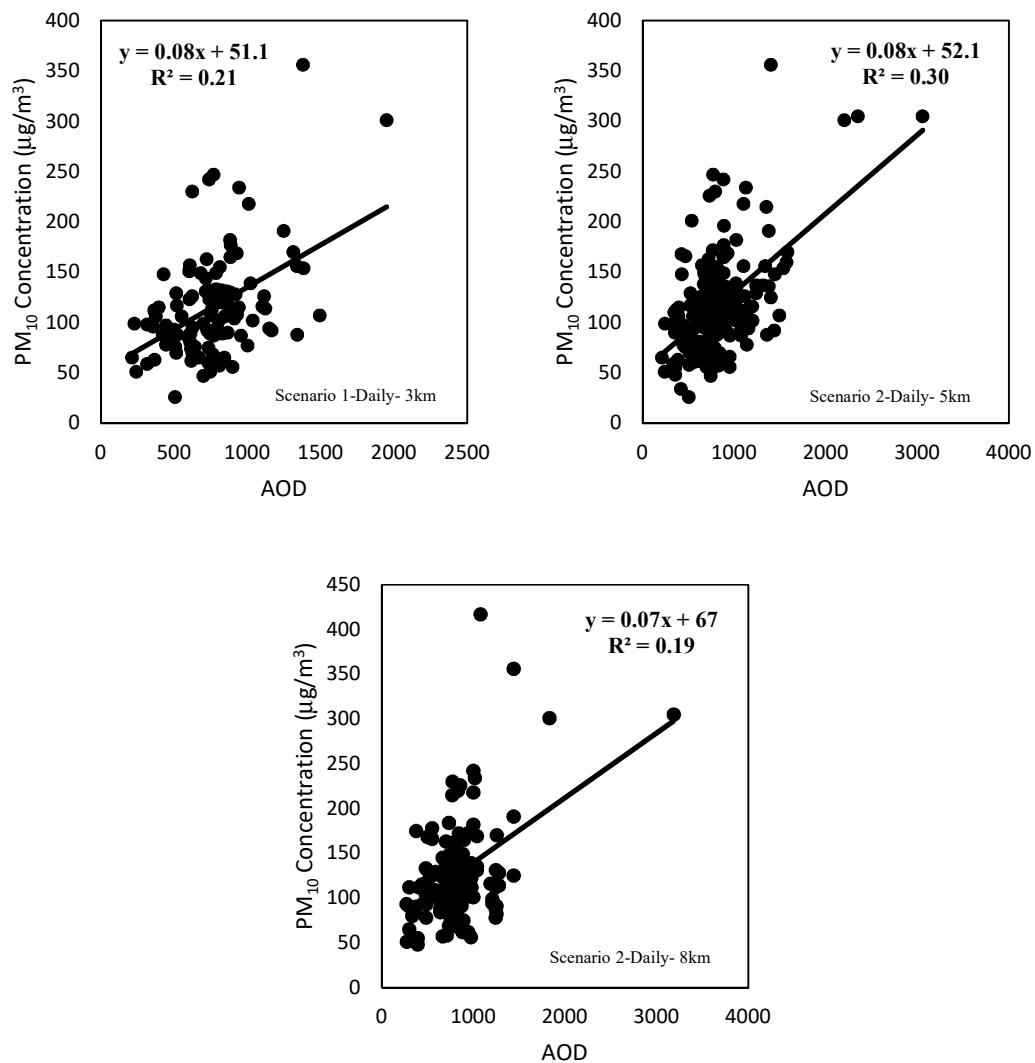 400
350
300
250
200
150
100
50
0
PM₁₀ Concentration (µg/m³)
y = 0.08x + 51.1
R² = 0.21
Scenario 1-Daily- 3km
0 500 1000 1500 2000 2500
AOD
400
350
300
250
200
150
100
50
0
PM₁₀ Concentration (µg/m³)
y = 0.08x + 52.1
R² = 0.30
Scenario 2-Daily- 5km
0 1000 2000 3000 4000
AOD
450
400
350
300
250
200
150
100
50
0
PM₁₀ Concentration (µg/m³)
y = 0.07x + 67
R² = 0.19
Scenario 2-Daily- 8km
0 1000 2000 3000 4000
AOD